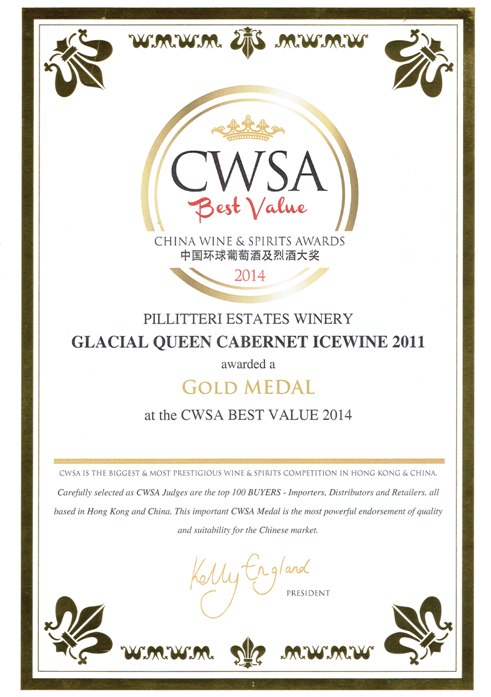 CWSA
Best Value
CHINA WINE & SPIRITS AWARDS
中国环球葡萄酒及烈酒大奖
2014
PILLITTERI ESTATES WINERY
GLACIAL QUEEN CABERNET ICEWINE 2011
awarded a
GOLD MEDAL
at the CWSA BEST VALUE 2014
CWSA IS THE BIGGEST & MOST PRESTIGIOUS WINE & SPIRITS COMPETITION IN HONG KONG & CHINA.
Carefully selected as CWSA Judges are the top 100 BUYERS - Importers, Distributors and Retailers, all
based in Hong Kong and China. This important CWSA Medal is the most powerful endorsement of quality
and suitability for the Chinese market.
Kelly England
PRESIDENT